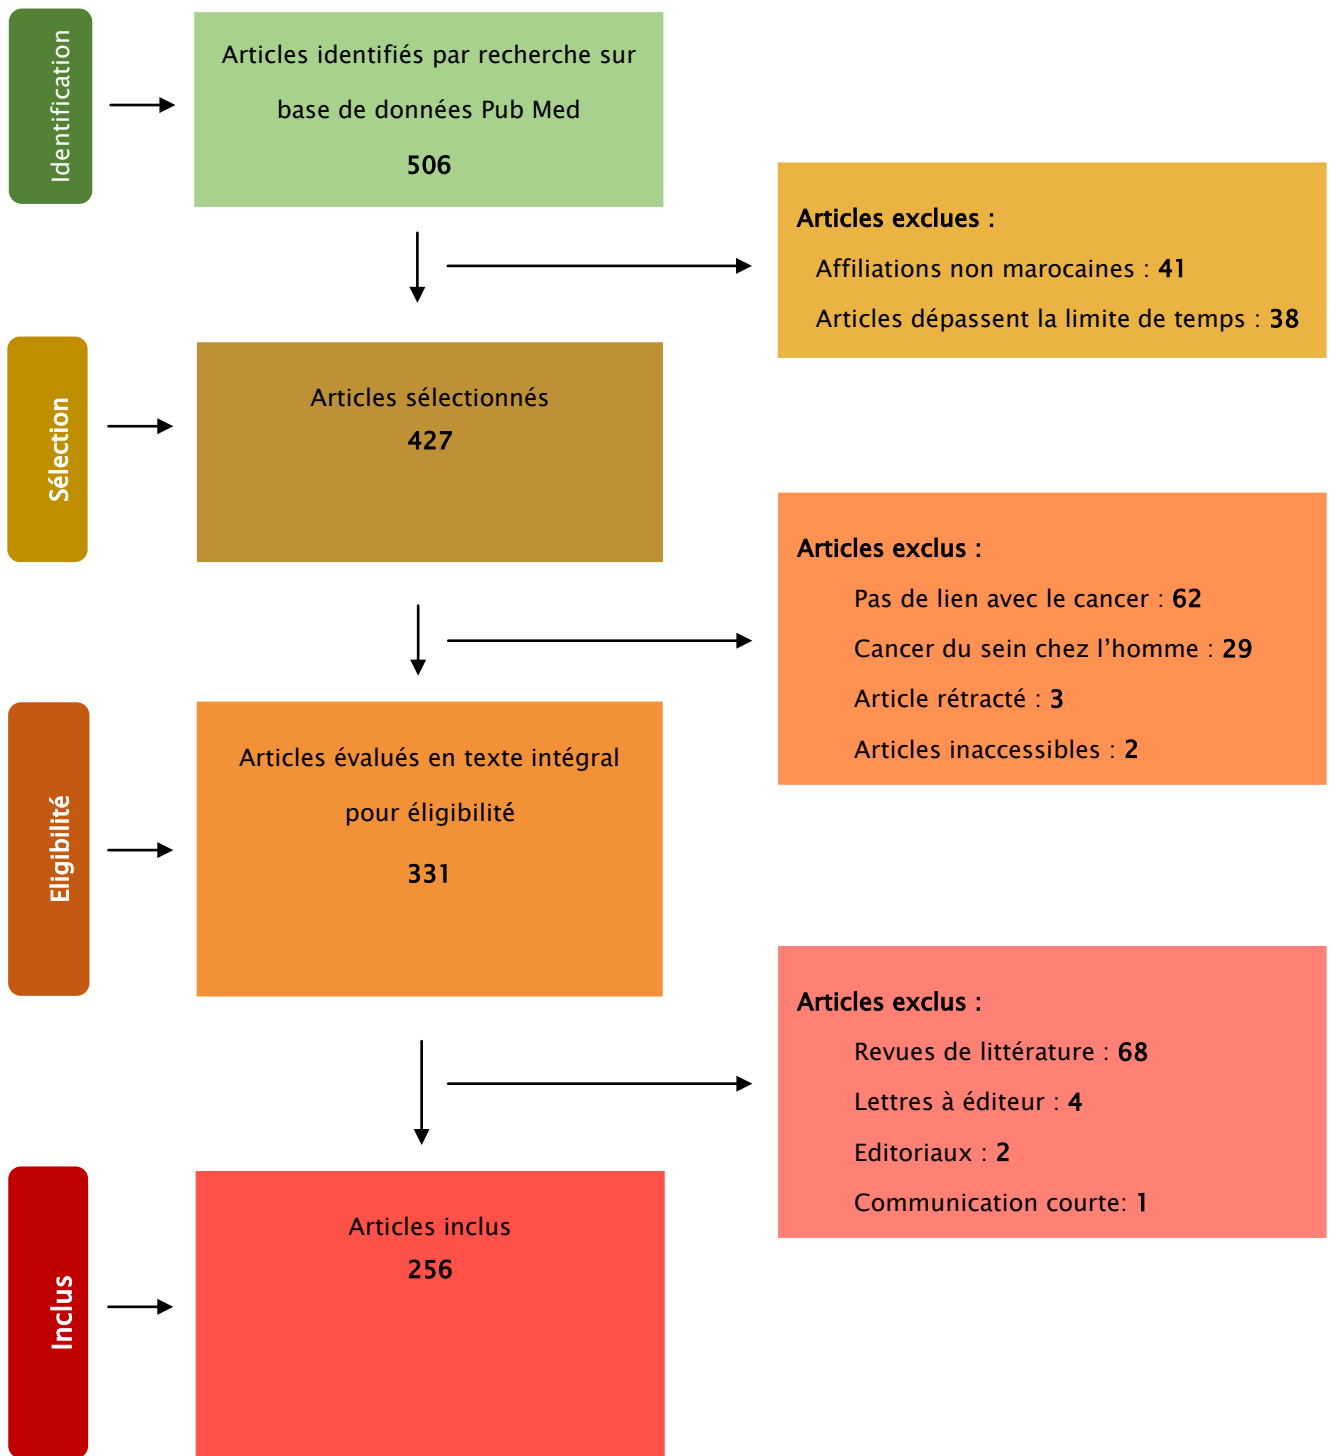 Identification
Articles identifiés par recherche sur
base de données Pub Med
506
Articles exclues :
Affiliations non marocaines : 41
Articles dépassent la limite de temps : 38
Sélection
Articles sélectionnés
427
Articles exclus :
Pas de lien avec le cancer : 62
Cancer du sein chez l’homme : 29
Article rétracté : 3
Articles inaccessibles : 2
Eligibilité
Articles évalués en texte intégral
pour éligibilité
331
Articles exclus :
Revues de littérature : 68
Lettres à éditeur : 4
Editoriaux : 2
Communication courte: 1
Inclus
Articles inclus
256